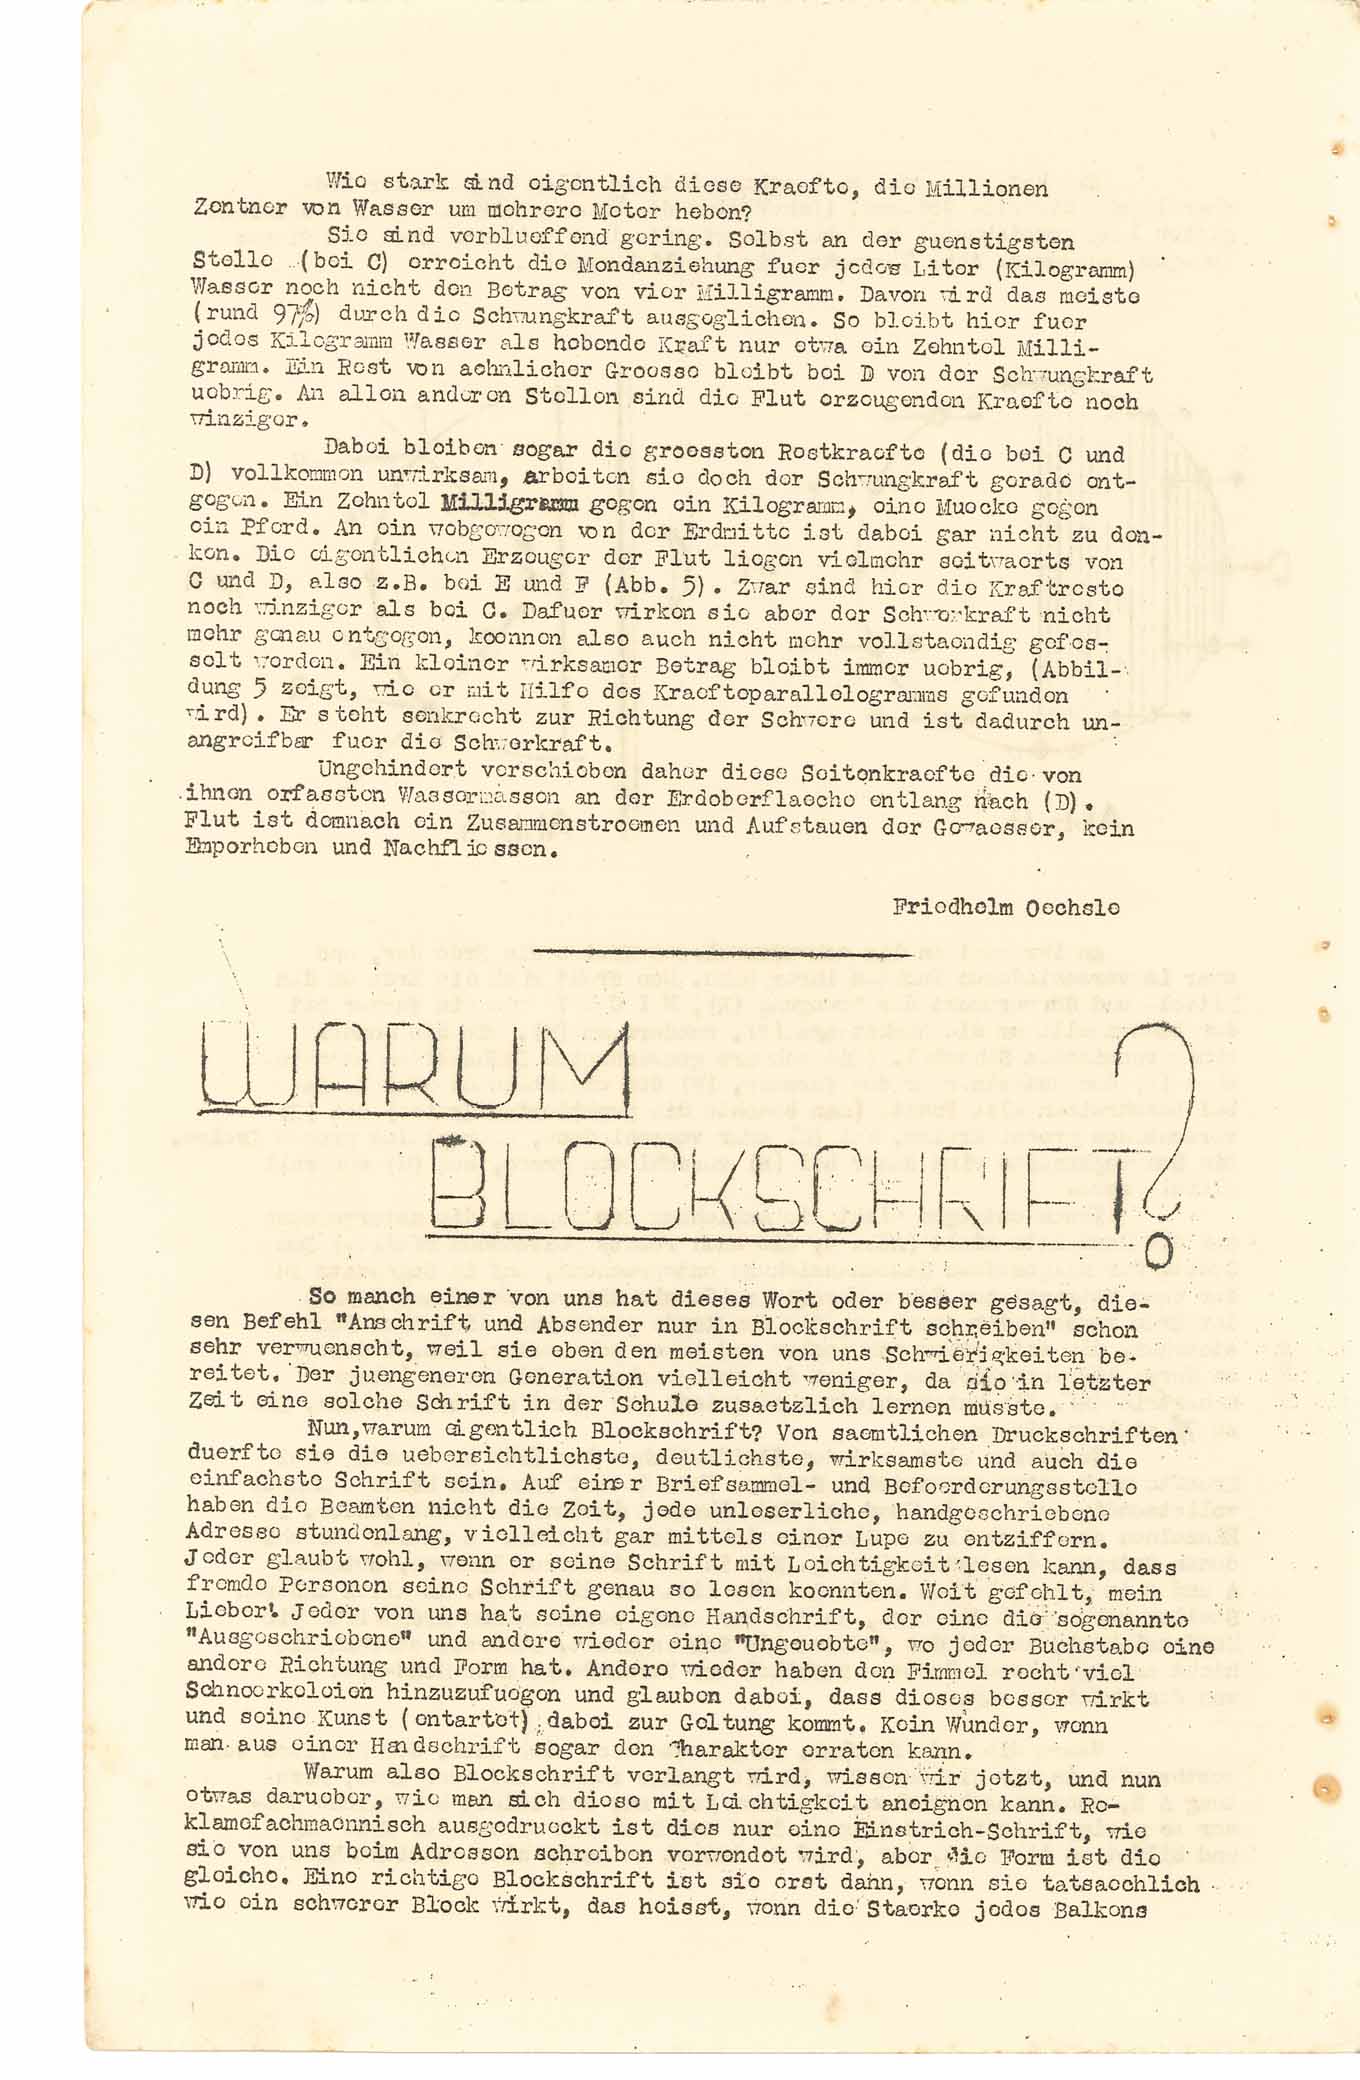 Wie stark sind eigentlich diese Kraefte, die Millionen
Zentner von Wasser um mehrere Meter heben?
Sie sind verblueffend gering. Selbst an der guenstigsten
Stelle (bei C) erreicht die Mondanziehung fuer jedes Liter (Kilogramm)
Wasser noch nicht den Betrag von vier Milligramm. Davon wird das meiste
(rund 97%) durch die Schwungkraft ausgeglichen. So bleibt hier fuer
jedes Kilogramm Wasser als hebende Kraft nur etwa ein Zehntel Milli-
gramm. Ein Rest von aehnlicher Groesse bleibt bei D von der Schwungkraft
uebrig. An allen anderen Stellen sind die Flut erzeugenden Kraefte noch
winziger.
Dabei bleiben sogar die groessten Restkraefte (die bei C und
D) vollkommen unwirksam, arbeiten sie doch der Schwungkraft gerade ent-
gegen. Ein Zehntel Milligramm gegen ein Kilogramm, eine Muecke gegen
ein Pferd. An ein wobgewegen von der Erdmitte ist dabei gar nicht zu den-
ken. Die eigentlichen Erzeuger der Flut liegen vielmehr seitwaerts von
C und D, also z.B. bei E und F (Abb. 5). Zwar sind hier die Kraftreste
noch winziger als bei C. Dafuer wirken sie aber der Schwerkraft nicht
mehr genau entgegen, koennen also auch nicht mehr vollstaendig gefes-
selt werden. Ein kleiner wirksamer Betrag bleibt immer uebrig, (Abbil-
dung 5 zeigt, wie er mit Hilfe des Kraefteparallelogramms gefunden
wird). Er steht senkrecht zur Richtung der Schwere und ist dadurch un-
angreifbar fuer die Schwerkraft.
Ungehindert verschieben daher diese Seitenkraefte die von
ihnen erfassten Wassermassen an der Erdoberflaeche entlang nach (D).
Flut ist demnach ein Zusammenstroemen und Aufstauen der Gewaesser, kein
Emporheben und Nachfliessen.
Friedhelm Oechsle
WARUM
BLOCKSCHRIFT?
So manch einer von uns hat dieses Wort oder besser gesagt, die-
sen Befehl "Anschrift und Absender nur in Blockschrift schreiben" schon
sehr verwuenscht, weil sie eben den meisten von uns Schwierigkeiten be-
reitet. Der juengeneren Generation vielleicht weniger, da sie in letzter
Zeit eine solche Schrift in der Schule zusaetzlich lernen musste.
Nun,warum eigentlich Blockschrift? Von saemtlichen Druckschriften
duerfte sie die uebersichtlichste, deutlichste, wirksamste und auch die
einfachste Schrift sein. Auf einer Briefsammel- und Befoerderungsstelle
haben die Beamten nicht die Zeit, jede unleserliche, handgeschriebene
Adresse stundenlang, vielleicht gar mittels einer Lupe zu entziffern.
Jeder glaubt wohl, wenn er seine Schrift mit Leichtigkeit lesen kann, dass
fremde Personen seine Schrift genau so lesen koennten. Weit gefehlt, mein
Lieber! Jeder von uns hat seine eigene Handschrift, der eine die sogenannte
"Ausgeschriebene" und andere wieder eine "Ungeuebte", wo jeder Buchstabe eine
andere Richtung und Form hat. Andere wieder haben den Fimmel recht viel
Schnoerkeleien hinzuzufuegen und glauben dabei, dass dieses besser wirkt
und seine Kunst (entartet) dabei zur Geltung kommt. Kein Wunder, wenn
man aus einer Handschrift sogar den Charakter erraten kann.
Warum also Blockschrift verlangt wird, wissen wir jetzt, und nun
etwas darueber, wie man sich diese mit Leichtigkeit aneignen kann. Re-
klamefachmaennisch ausgedrueckt ist dies nur eine Einstrich-Schrift, wie
sie von uns beim Adressen schreiben verwendet wird, aber die Form ist die
gleiche. Eine richtige Blockschrift ist sie erst dann, wenn sie tatsaechlich
wie ein schwerer Block wirkt, das heisst, wenn die Staerke jedes Balkens